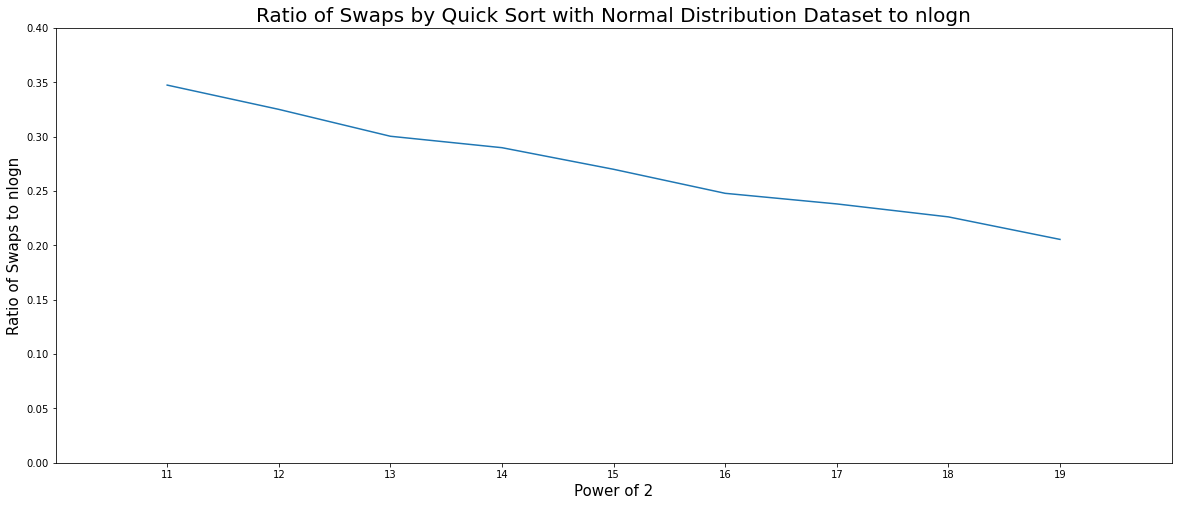 Ratio of Swaps by Quick Sort with Normal Distribution Dataset to nlogn
Ratio of Swaps to nlogn
0.40
0.35
0.30
0.25
0.20
0.15
0.10
0.05
0.00
11 12 13 14 15 16 17 18 19
Power of 2